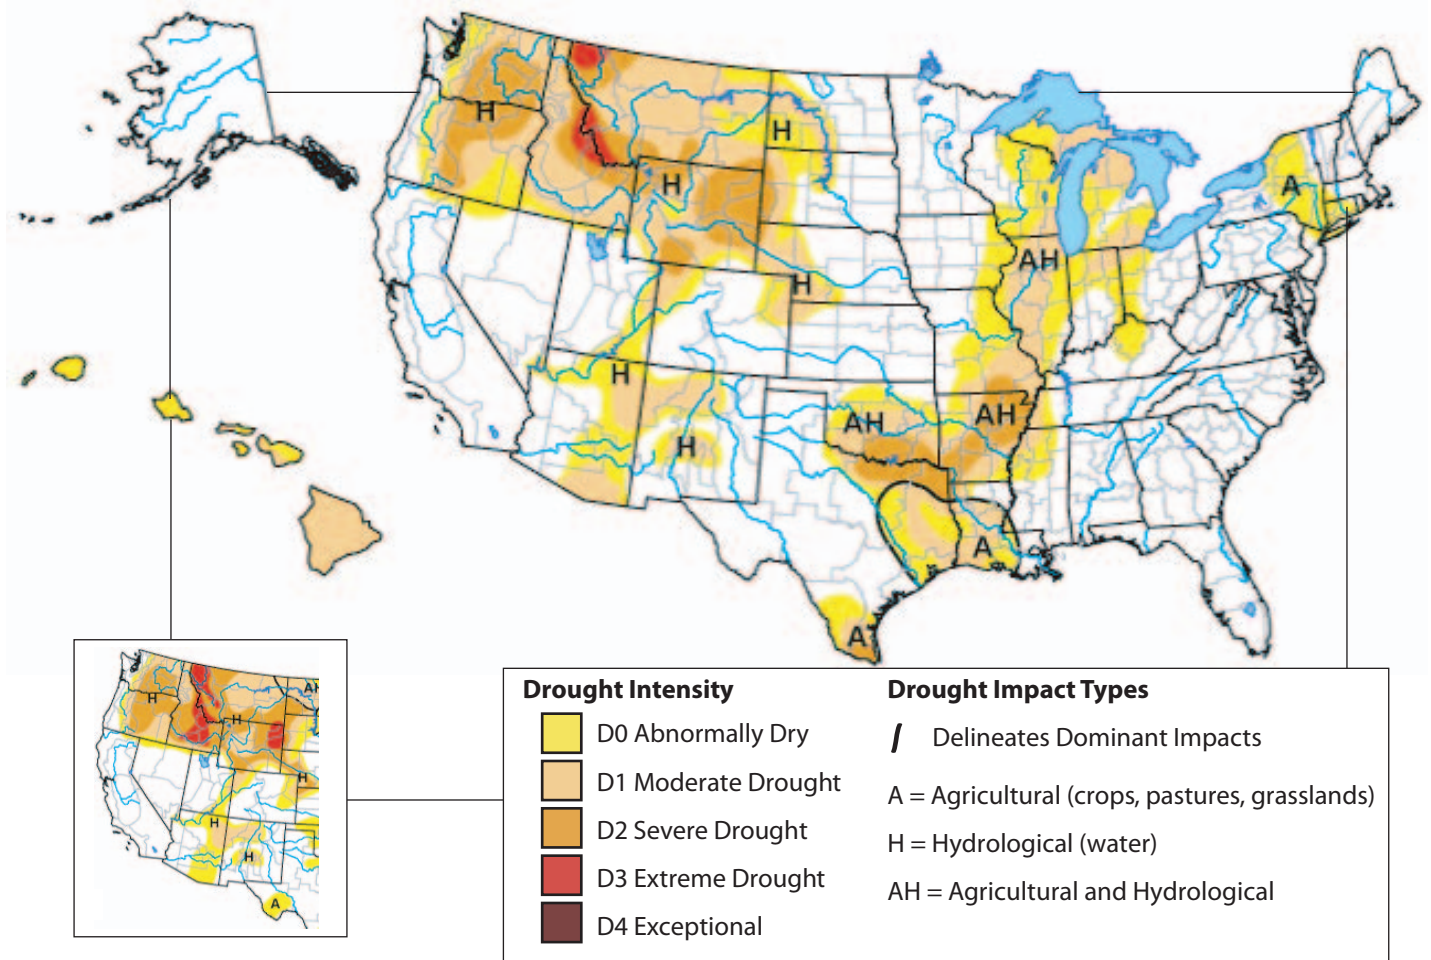 H
H
H
A
AH
H
H
AH
AH²
H
A
A
H
AH
H
H
H
H
A
Drought Intensity
D0 Abnormally Dry
D1 Moderate Drought
D2 Severe Drought
D3 Extreme Drought
D4 Exceptional
Drought Impact Types
Delineates Dominant Impacts
A = Agricultural (crops, pastures, grasslands)
H = Hydrological (water)
AH = Agricultural and Hydrological